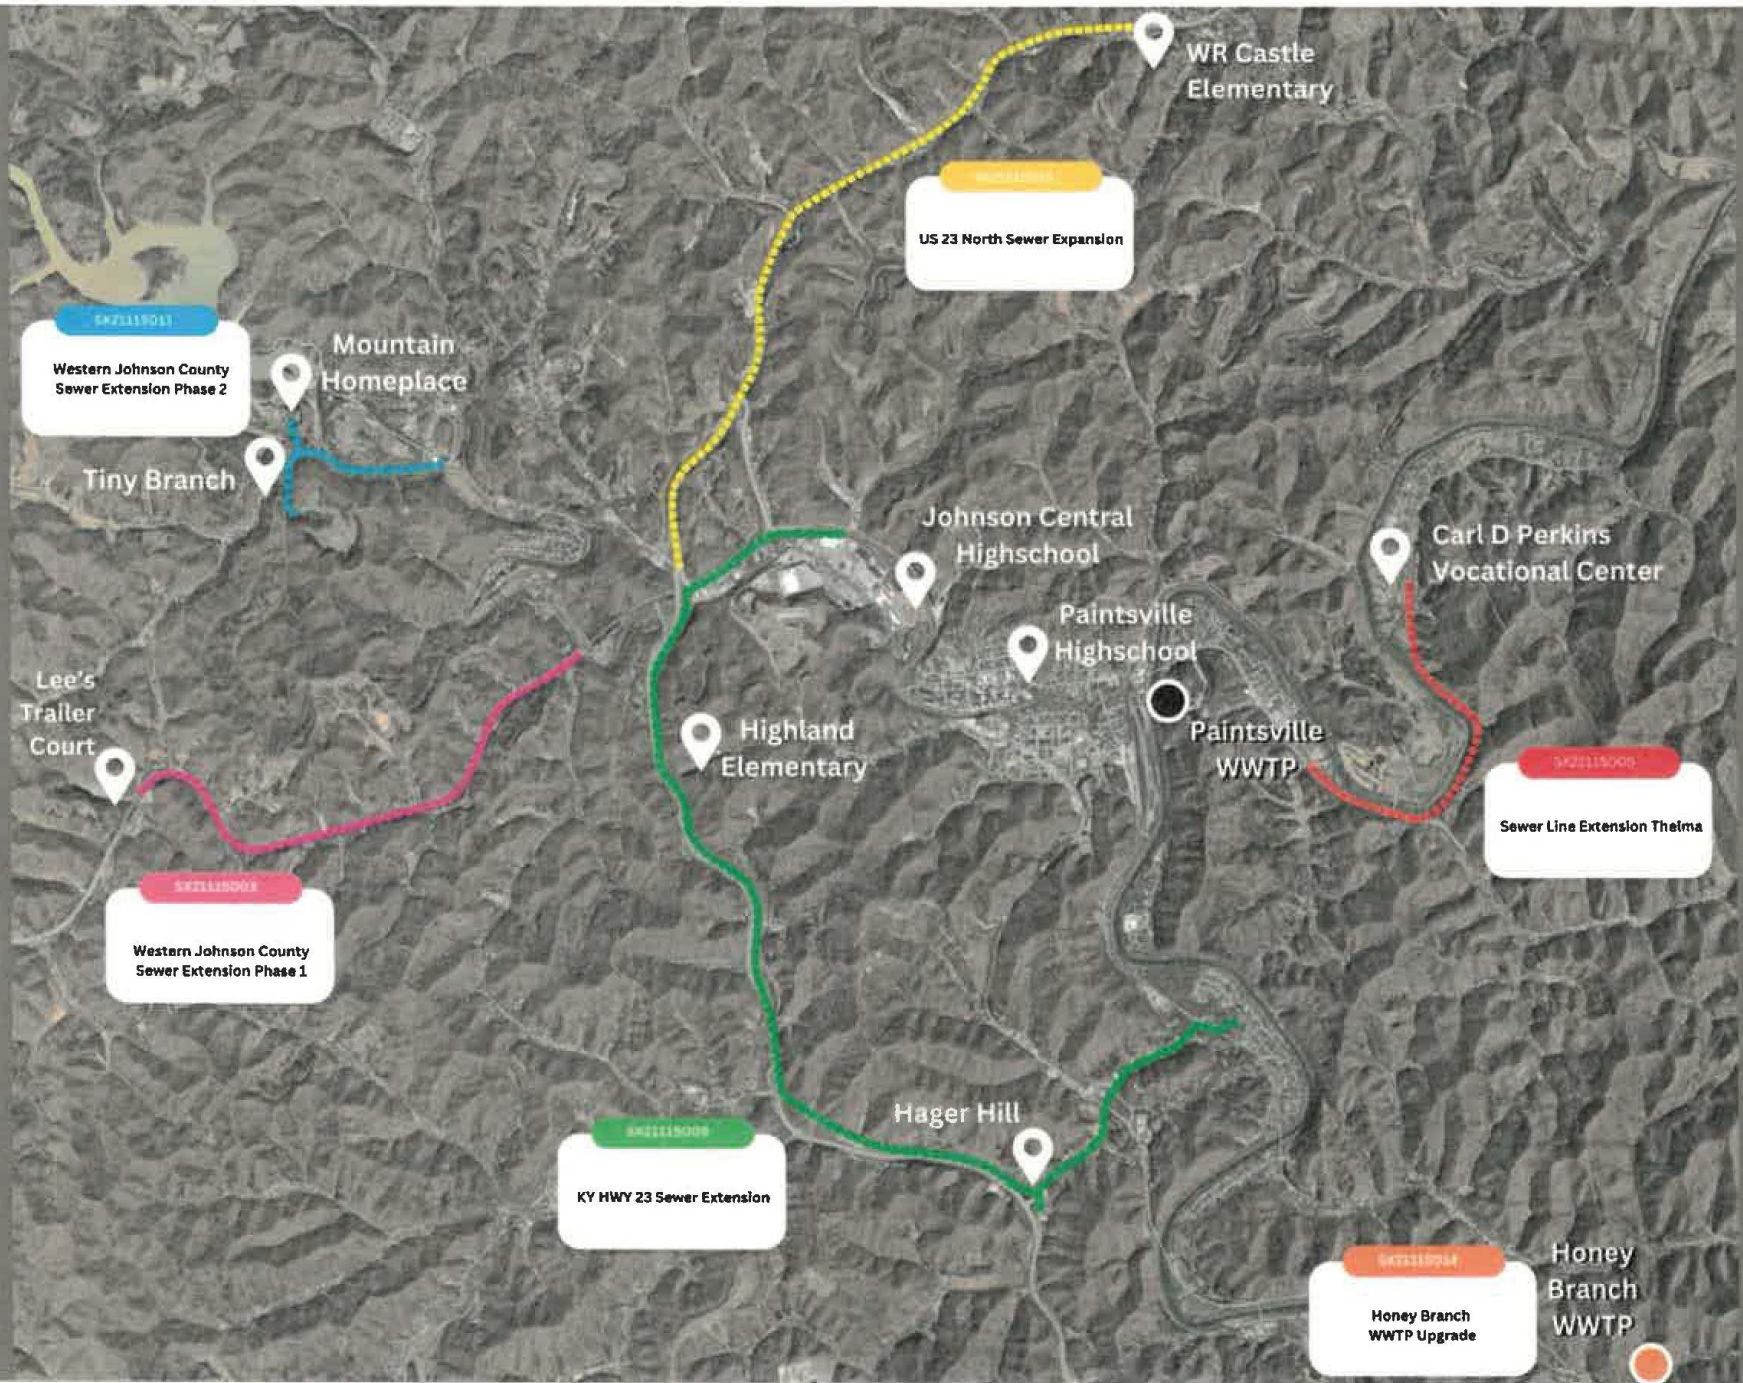 WR Castle
Elementary
US 23 North Sewer Expansion
SX21115011
Western Johnson County
Sewer Extension Phase 2
Mountain
Homeplace
Tiny Branch
Johnson Central
Highschool
Carl D Perkins
Vocational Center
Paintsville
Highschool
Lee's
Trailer
Court
Highland
Elementary
Paintsville
WWTP
Sewer Line Extension Thelma
SX21115003
Western Johnson County
Sewer Extension Phase 1
Hager Hill
KY HWY 23 Sewer Extension
Honey Branch
WWTP Upgrade
Honey
Branch
WWTP